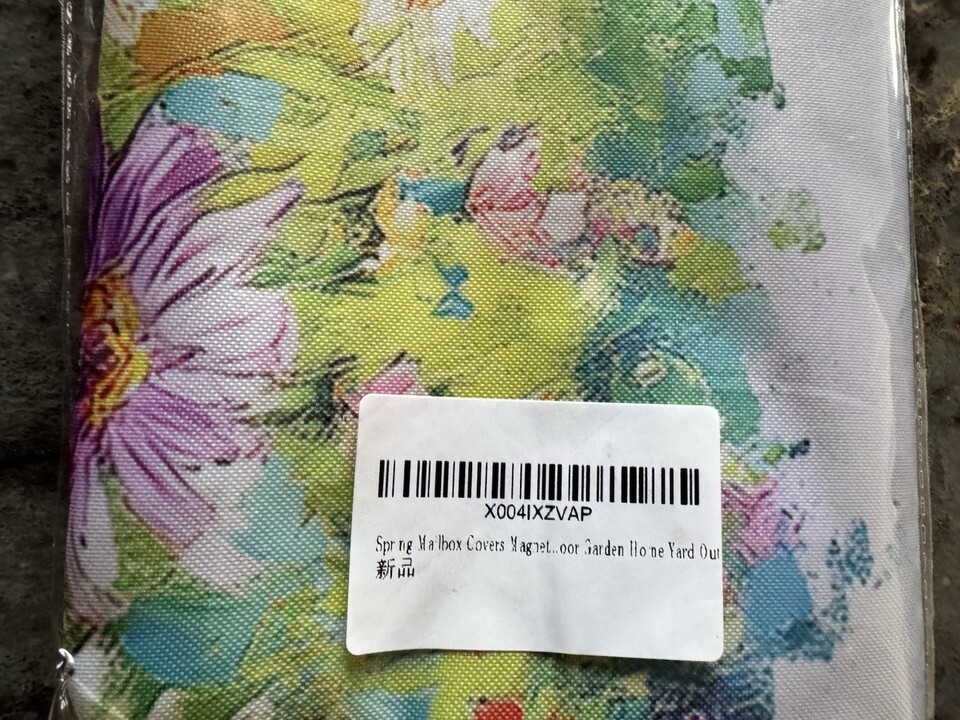 X004IXZVAP
Spring Mailbox Covers Magnet...oor Garden Home Yard Out
新品